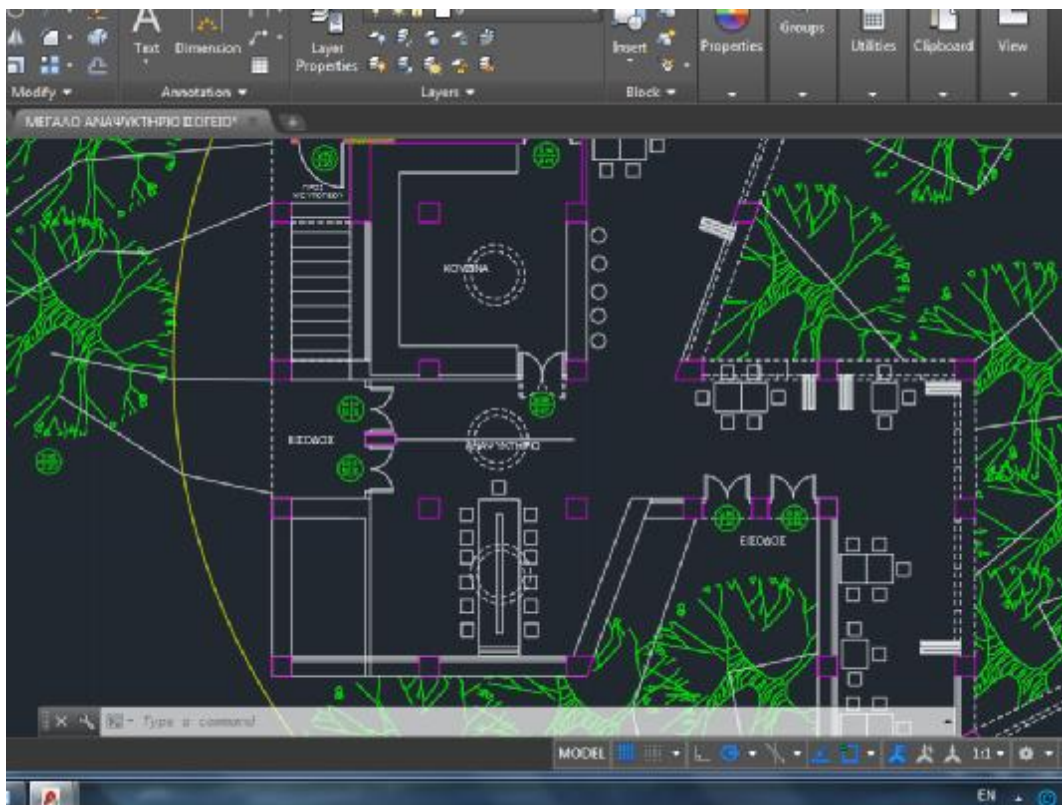 Text
Dimension
Layer
Properties
Insert
Properties
Groups
Utilities
Clipboard
View
Modify
Annotation
Layers
Block
ΜΕΓΑΛΟ ΑΝΑΨΥΚΤΗΡΙΟ ΙΣΟΓΕΙΟ*
ΚΟΥΖΙΝΑ
ΕΙΣΟΔΟΣ
ΑΝΑΨΥΚΤΗΡΙΟ
ΕΙΣΟΔΟΣ
Type a command
MODEL
1:1
EN